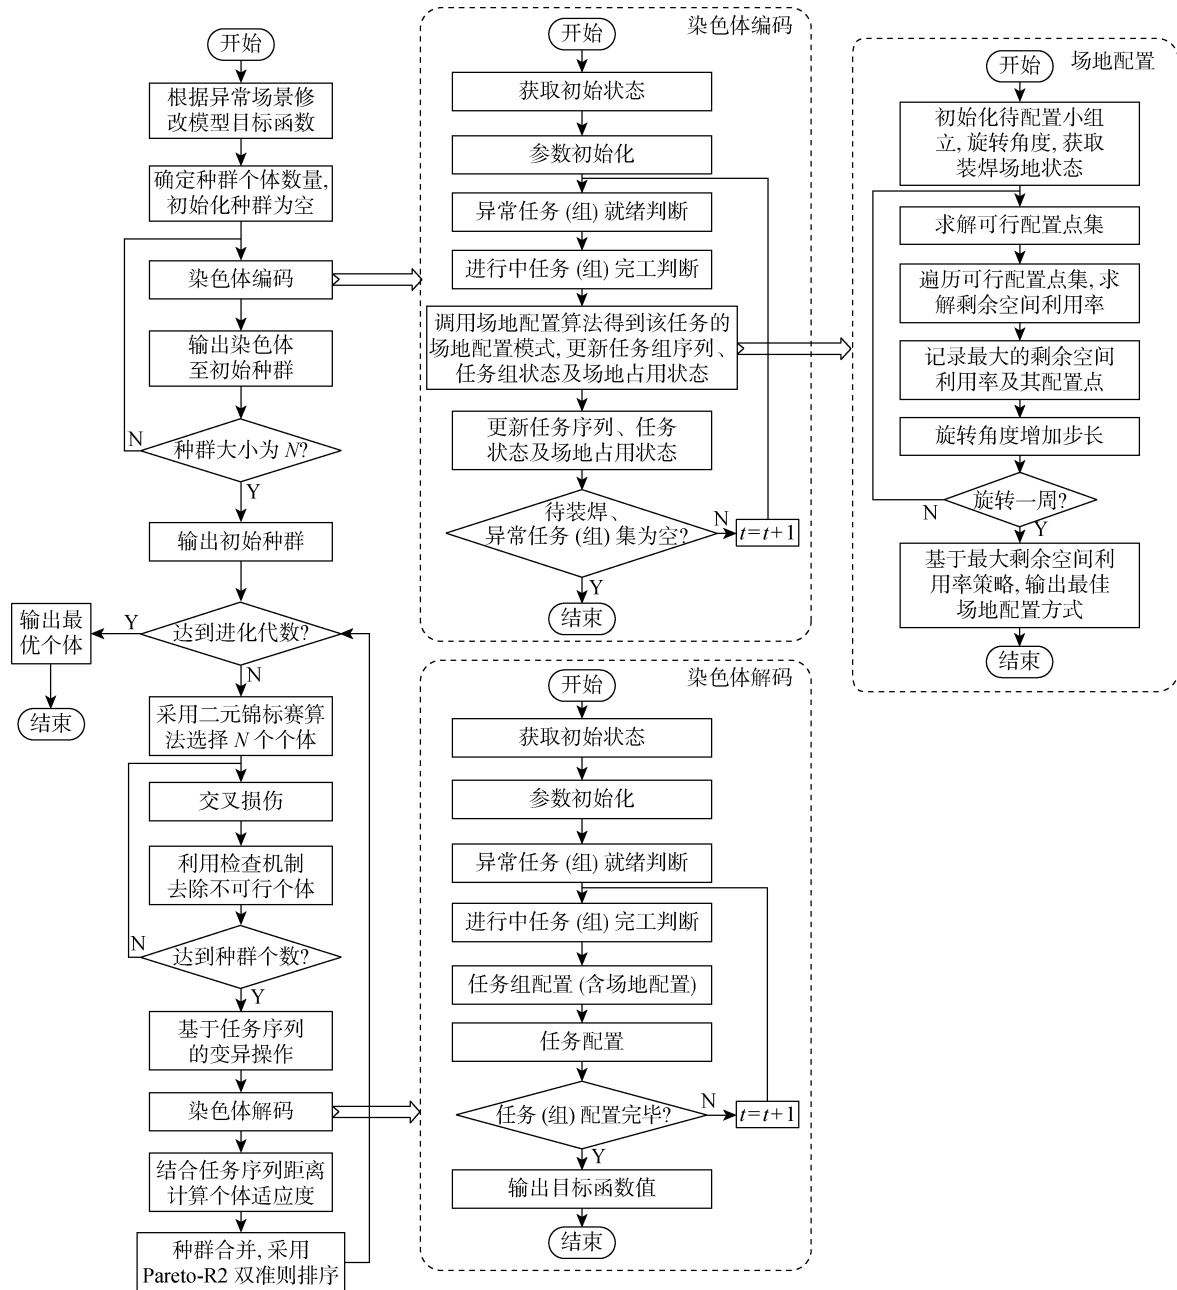 开始
根据异常场景修
改模型目标函数
确定种群个体数量,
初始化种群为空
染色体编码
输出染色体
至初始种群
种群大小为 N?
N
Y
输出初始种群
达到进化代数?
Y
N
输出最
优个体
结束
采用二元锦标赛算
法选择 N 个个体
交叉损伤
利用检查机制
去除不可行个体
达到种群个数?
N
Y
基于任务序列
的变异操作
染色体解码
结合任务序列距离
计算个体适应度
种群合并, 采用
Pareto-R2 双准则排序
染色体编码
开始
获取初始状态
参数初始化
异常任务 (组) 就绪判断
进行中任务 (组) 完工判断
调用场地配置算法得到该任务的
场地配置模式, 更新任务组序列、
任务组状态及场地占用状态
更新任务序列、任务
状态及场地占用状态
待装焊、
异常任务 (组) 集为空?
N
t=t+1
Y
结束
染色体解码
开始
获取初始状态
参数初始化
异常任务 (组) 就绪判断
进行中任务 (组) 完工判断
任务组配置 (含场地配置)
任务配置
任务 (组) 配置完毕?
N
t=t+1
Y
输出目标函数值
结束
场地配置
开始
初始化待配置小组
立, 旋转角度, 获取
装焊场地状态
求解可行配置点集
遍历可行配置点集, 求
解剩余空间利用率
记录最大的剩余空间
利用率及其配置点
旋转角度增加步长
旋转一周?
N
Y
基于最大剩余空间利
用率策略, 输出最佳
场地配置方式
结束